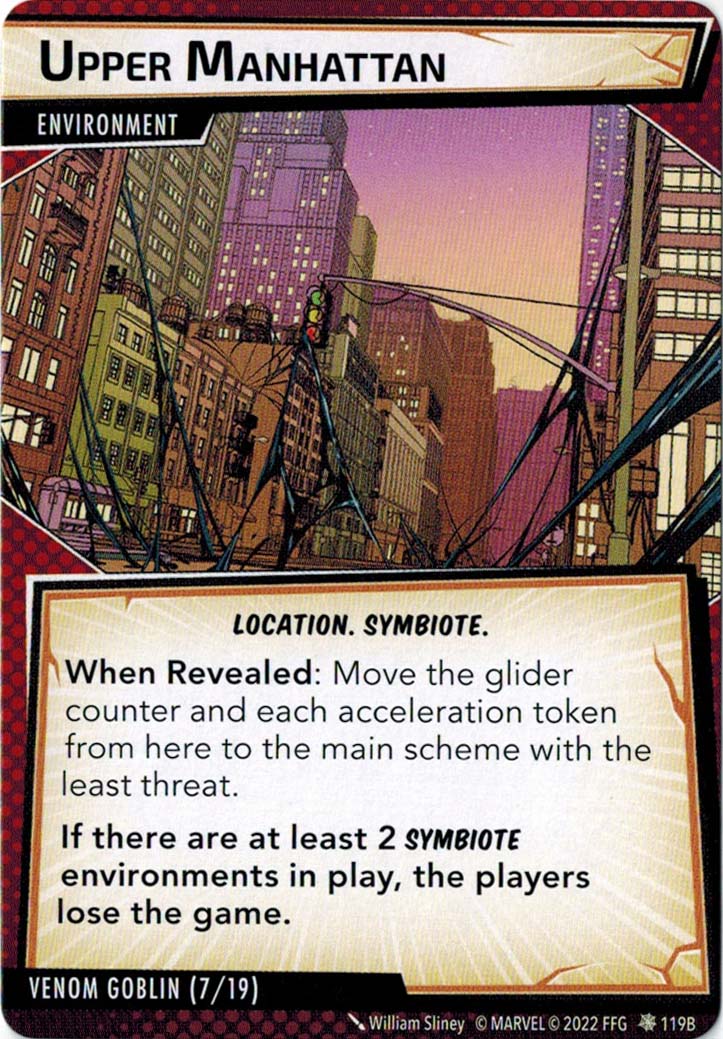 UPPER MANHATTAN
ENVIRONMENT
LOCATION. SYMBIOTE.
When Revealed: Move the glider
counter and each acceleration token
from here to the main scheme with the
least threat.
If there are at least 2 SYMBIOTE
environments in play, the players
lose the game.
VENOM GOBLIN (7/19)
William Sliney © MARVEL © 2022 FFG 119B